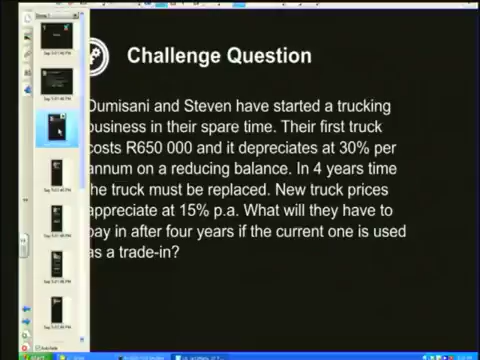 Challenge Question
Dumisani and Steven have started a trucking
business in their spare time. Their first truck
costs R650 000 and it depreciates at 30% per
annum on a reducing balance. In 4 years time
the truck must be replaced. New truck prices
appreciate at 15% p.a. What will they have to
pay in after four years if the current one is used
as a trade-in?